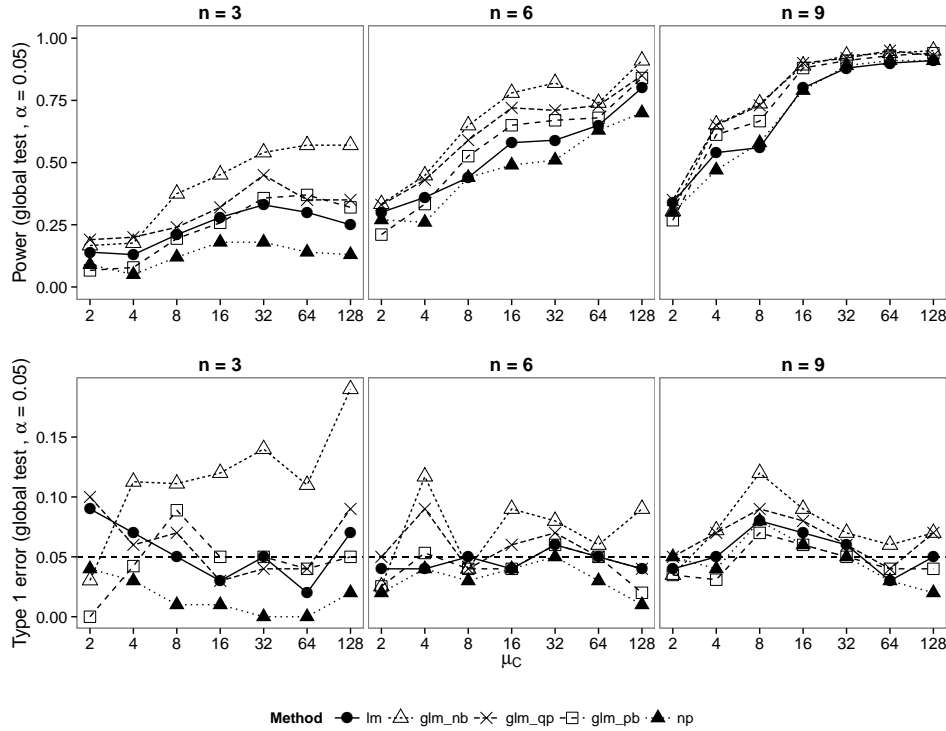 n = 3
n = 6
n = 9
Power (global test , α = 0.05)
1.00
0.75
0.50
0.25
0.00
2 4 8 16 32 64 128
2 4 8 16 32 64 128
2 4 8 16 32 64 128
n = 3
n = 6
n = 9
Type 1 error (global test , α = 0.05)
0.15
0.10
0.05
0.00
2 4 8 16 32 64 128
2 4 8 16 32 64 128
2 4 8 16 32 64 128
μC
Method lm glm_nb glm_qp glm_pb np